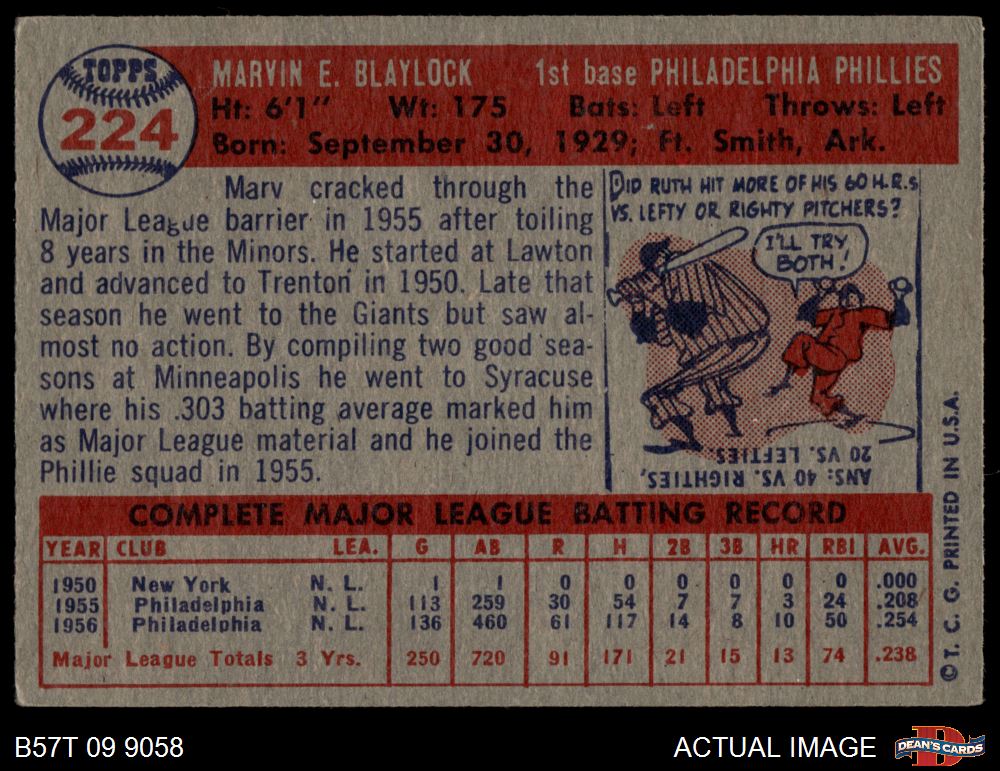 TOPPS
224
MARVIN E. BLAYLOCK 1st base PHILADELPHIA PHILLIES
Ht: 6'1" Wt: 175 Bats: Left Throws: Left
Born: September 30, 1929; Ft. Smith, Ark.
Marv cracked through the
Major League barrier in 1955 after toiling
8 years in the Minors. He started at Lawton
and advanced to Trenton in 1950. Late that
season he went to the Giants but saw al-
most no action. By compiling two good sea-
sons at Minneapolis he went to Syracuse
where his .303 batting average marked him
as Major League material and he joined the
Phillie squad in 1955.
DID RUTH HIT MORE OF HIS 60 H.R.s
VS. LEFTY OR RIGHTY PITCHERS?
I'LL TRY
BOTH!
ANS: 40 VS. RIGHTIES,
20 VS. LEFTIES
COMPLETE MAJOR LEAGUE BATTING RECORD
YEAR CLUB LEA. G AB R H 2B 3B HR RBI AVG.
1950 New York N. L. 1 1 0 0 0 0 0 0 .000
1955 Philadelphia N. L. 113 259 30 54 7 7 3 24 .208
1956 Philadelphia N. L. 136 460 61 117 14 8 10 50 .254
Major League Totals 3 Yrs. 250 720 91 171 21 15 13 74 .238
© T. C. G. PRINTED IN U.S.A.
B57T 09 9058
ACTUAL IMAGE
D
DEAN'S CARDS